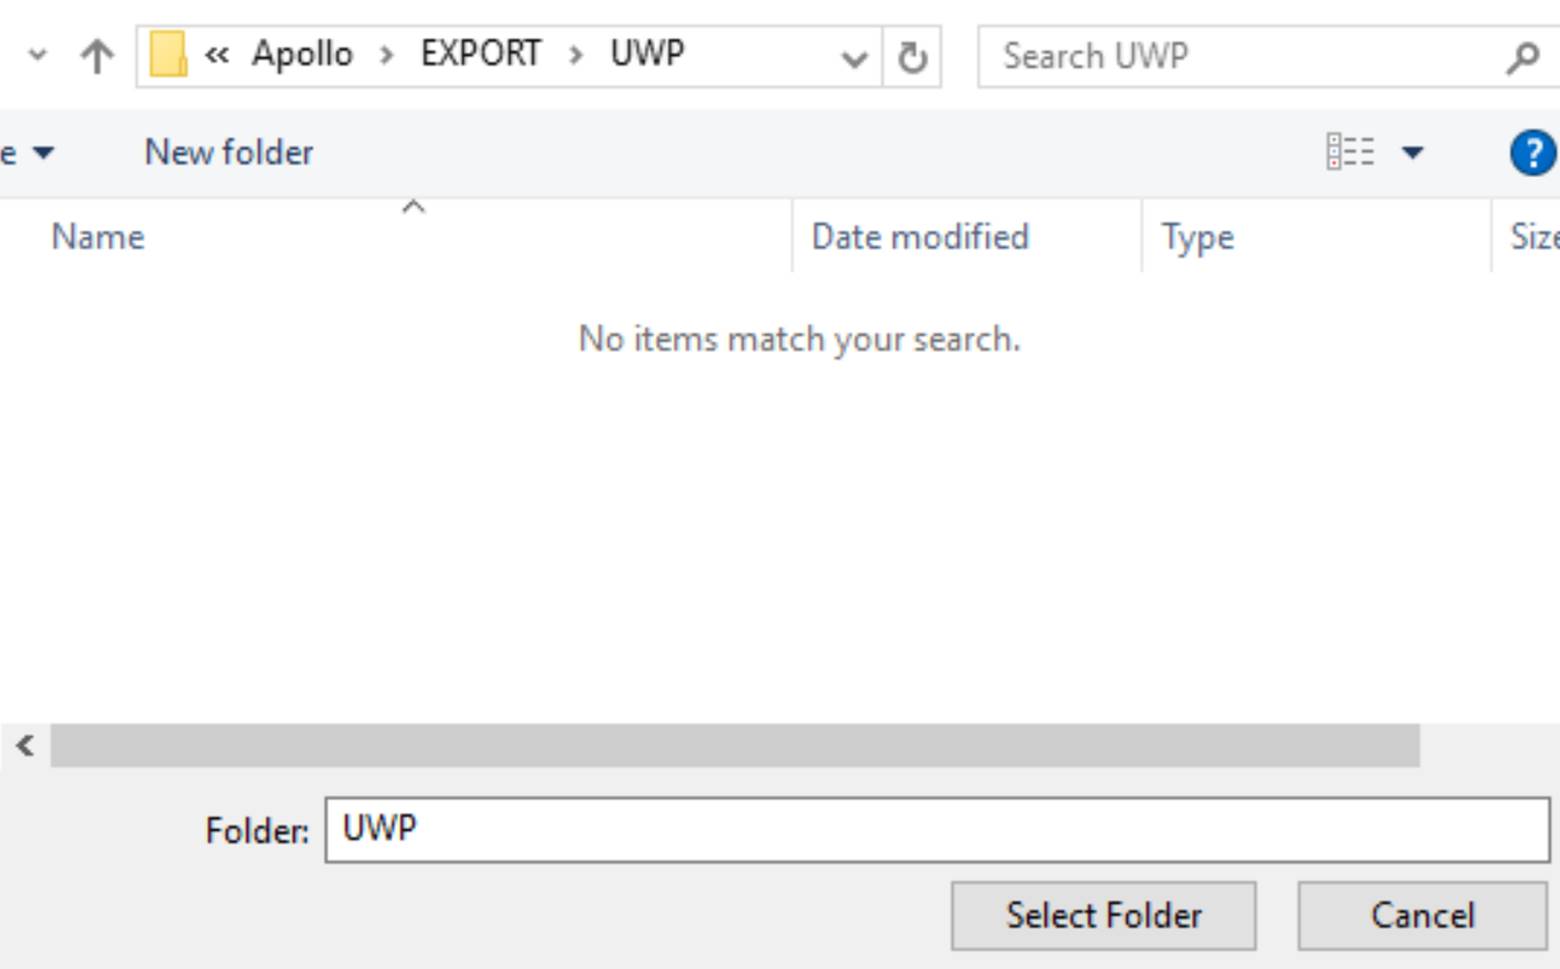 « Apollo > EXPORT > UWP
Search UWP
e New folder
?
Name Date modified Type Size
No items match your search.
Folder: UWP
Select Folder Cancel